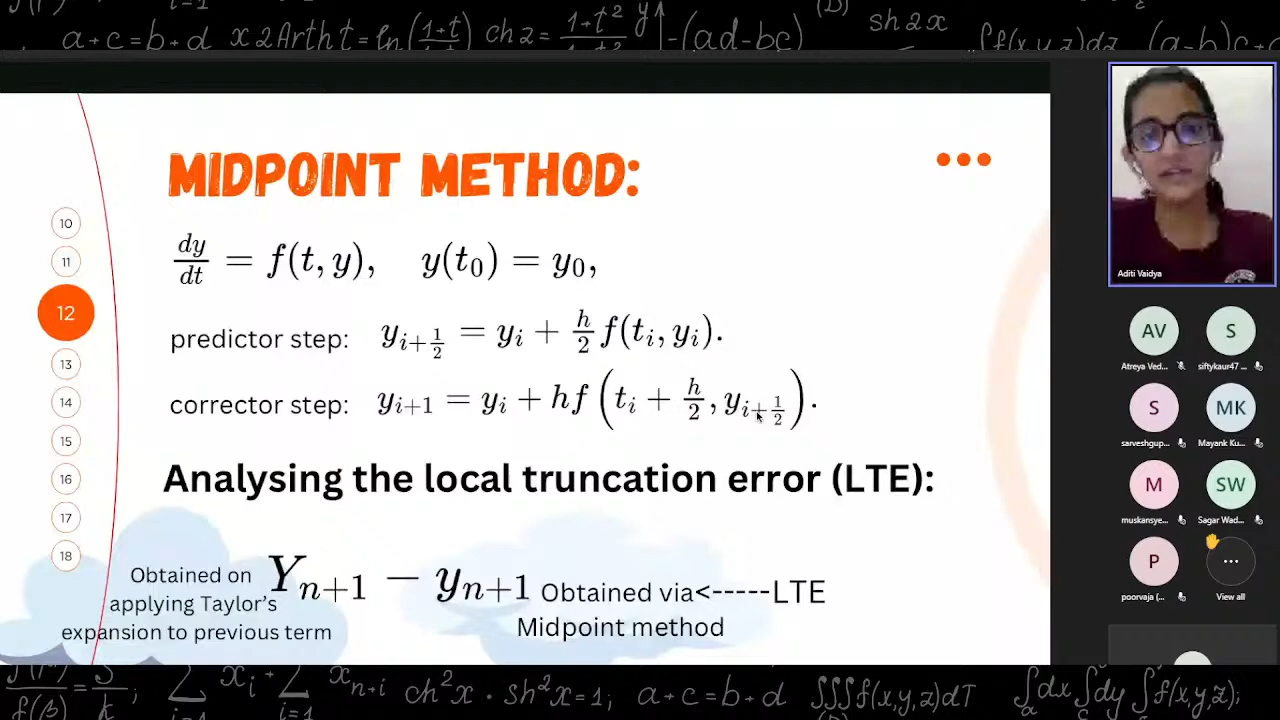 a + c = b + d x 2 Arth t = ln(1+t) ch 2 = 1+t² y -(ad-bc) (D) sh 2 x ∫f(x,y,z)dz (a-b)c+
MIDPOINT METHOD:
dy/dt = f(t, y), y(t₀) = y₀,
predictor step: y_{i+1/2} = y_i + h/2 f(t_i, y_i).
corrector step: y_{i+1} = y_i + hf(t_i + h/2, y_{i+1/2}).
Analysing the local truncation error (LTE):
Obtained on
applying Taylor's
expansion to previous term
Y_{n+1} − y_{n+1} Obtained via<-----LTE
Midpoint method
10
11
12
13
14
15
16
17
18
Aditi Vaidya
AV S
Atreya Ved... siftykaur47 ...
S MK
sarveshgup... Mayank Ku...
M SW
muskansye... Sagar Wad...
P ...
poorvaja (... View all
f(β) = k ; Σ i=1 x_i + Σ i=1 x_{n+i} ch²x · sh²x = 1; a + c = b + d ∫∫∫f(x,y,z)dT ∫dx∫dy∫f(x,y,z);